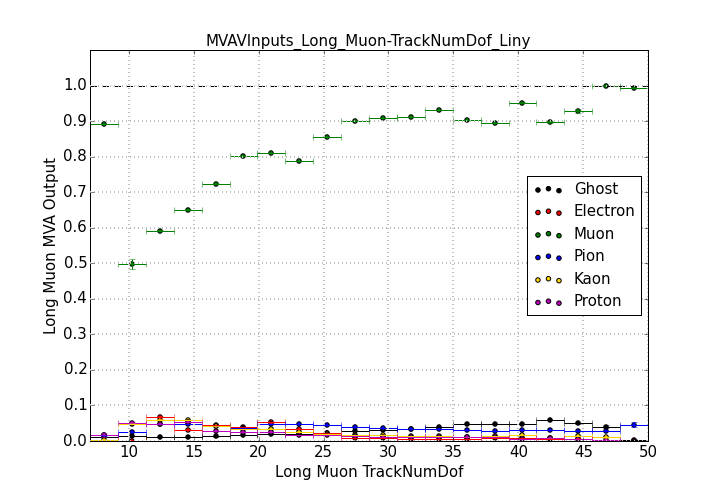 MVAVInputs_Long_Muon-TrackNumDof_Liny
Long Muon MVA Output
1.0
0.9
0.8
0.7
0.6
0.5
0.4
0.3
0.2
0.1
0.0
Ghost
Electron
Muon
Pion
Kaon
Proton
10 15 20 25 30 35 40 45 50
Long Muon TrackNumDof